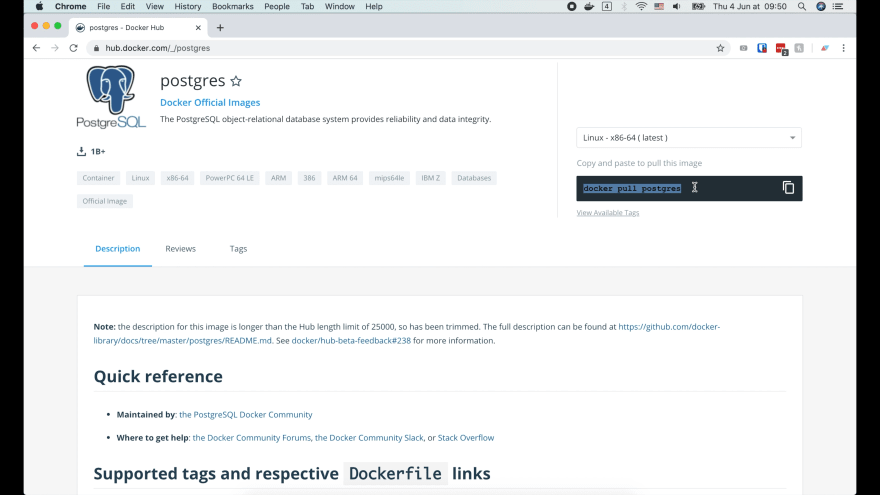 Chrome File Edit View History Bookmarks People Tab Window Help 4 Thu 4 Jun at 09:50
postgres - Docker Hub
hub.docker.com/_/postgres
2
PostgreSQL
postgres
Docker Official Images
The PostgreSQL object-relational database system provides reliability and data integrity.
1B+
Container Linux x86-64 PowerPC 64 LE ARM 386 ARM 64 mips64le IBM Z Databases
Official Image
Linux - x86-64 ( latest )
Copy and paste to pull this image
docker pull postgres
View Available Tags
Description Reviews Tags
Note: the description for this image is longer than the Hub length limit of 25000, so has been trimmed. The full description can be found at https://github.com/docker-
library/docs/tree/master/postgres/README.md. See docker/hub-beta-feedback#238 for more information.
Quick reference
• Maintained by: the PostgreSQL Docker Community
• Where to get help: the Docker Community Forums, the Docker Community Slack, or Stack Overflow
Supported tags and respective Dockerfile links